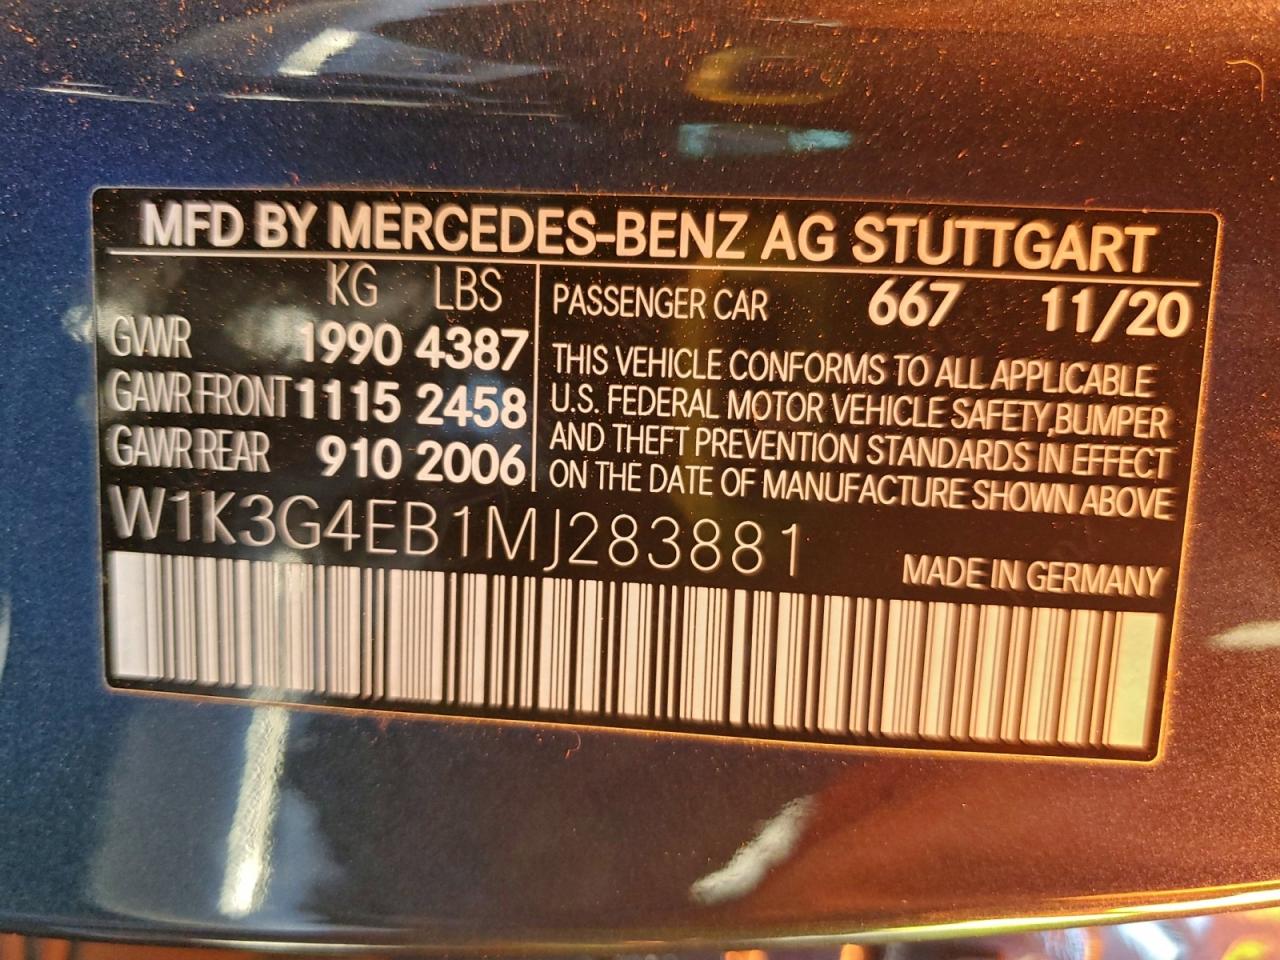 MFD BY MERCEDES-BENZ AG STUTTGART
KG LBS
GVWR 1990 4387
GAWR FRONT 1115 2458
GAWR REAR 910 2006
PASSENGER CAR 667 11/20
THIS VEHICLE CONFORMS TO ALL APPLICABLE
U.S. FEDERAL MOTOR VEHICLE SAFETY, BUMPER
AND THEFT PREVENTION STANDARDS IN EFFECT
ON THE DATE OF MANUFACTURE SHOWN ABOVE
W1K3G4EB1MJ283881
MADE IN GERMANY